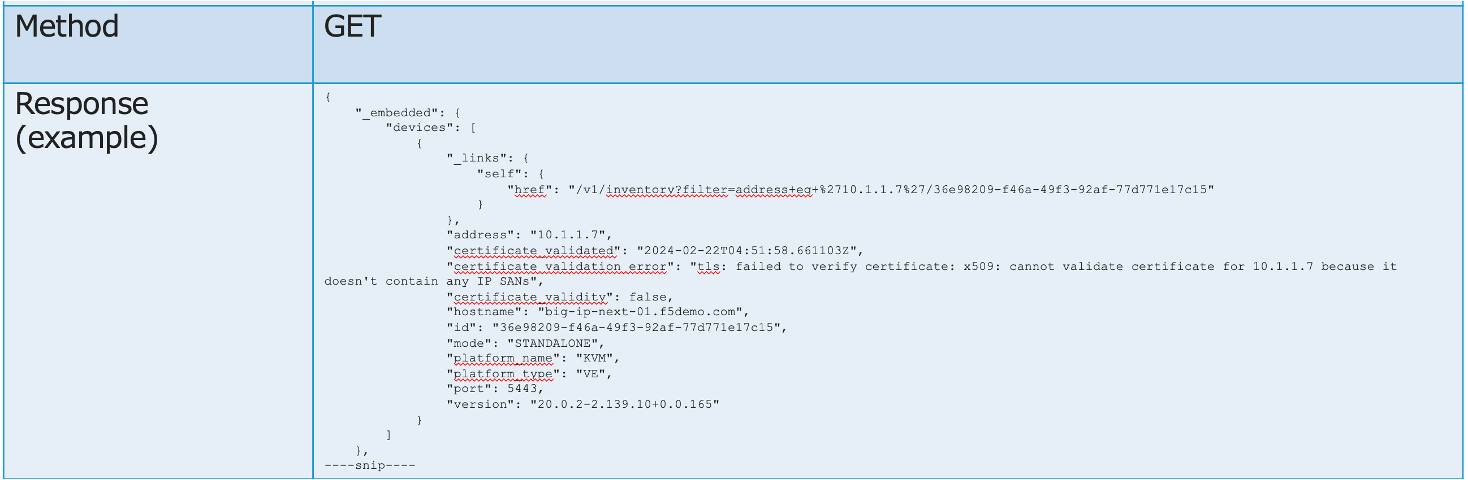 Method GET
Response
(example)
{
    "_embedded": {
        "devices": [
            {
                "_links": {
                    "self": {
                        "href": "/v1/inventory?filter=address+eq+%2710.1.1.7%27/36e98209-f46a-49f3-92af-77d771e17c15"
                    }
                },
                "address": "10.1.1.7",
                "certificate_validated": "2024-02-22T04:51:58.661103Z",
                "certificate_validation_error": "tls: failed to verify certificate: x509: cannot validate certificate for 10.1.1.7 because it
doesn't contain any IP SANs",
                "certificate_validity": false,
                "hostname": "big-ip-next-01.f5demo.com",
                "id": "36e98209-f46a-49f3-92af-77d771e17c15",
                "mode": "STANDALONE",
                "platform_name": "KVM",
                "platform_type": "VE",
                "port": 5443,
                "version": "20.0.2-2.139.10+0.0.165"
            }
        ]
    },
----snip----